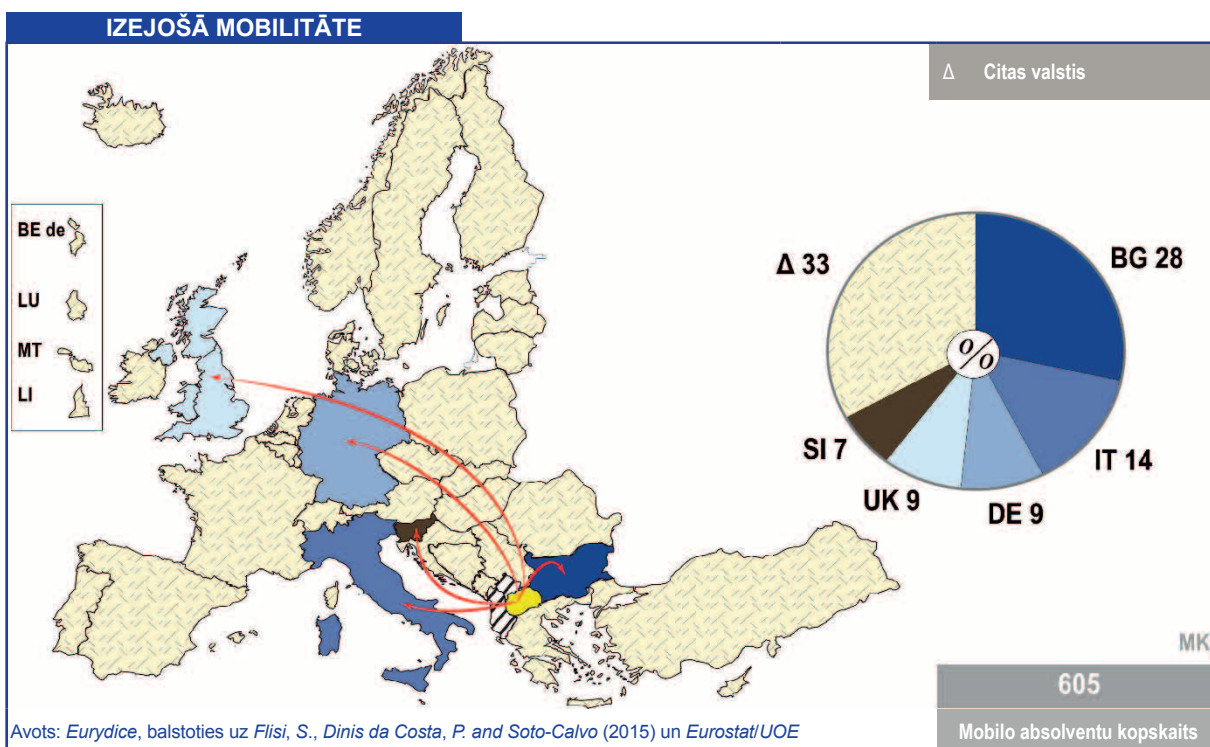 IZEJOŠĀ MOBILITĀTE
Δ Citas valstis
BE de
LU
MT
LI
Δ 33
BG 28
%
SI 7
IT 14
UK 9
DE 9
MK
605
Mobilo absolventu kopskaits
Avots: Eurydice, balstoties uz Flisi, S., Dinis da Costa, P. and Soto-Calvo (2015) un Eurostat/UOE